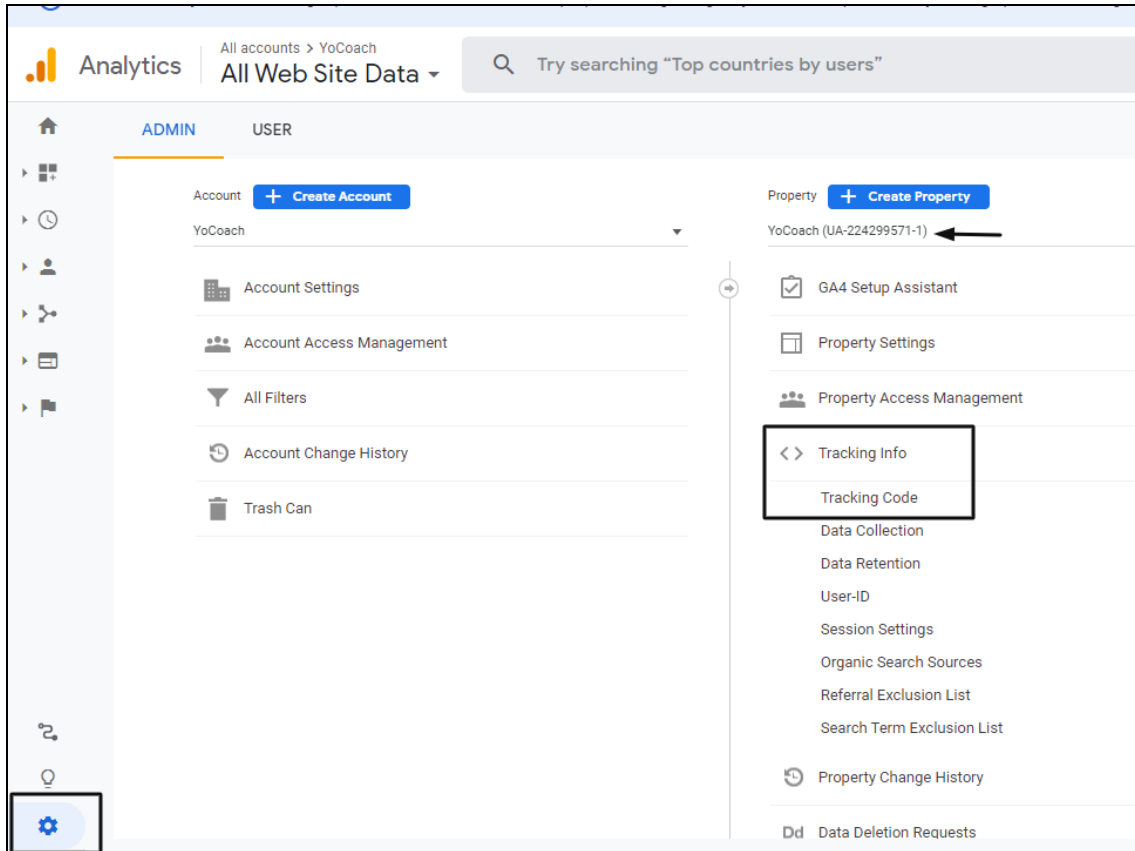 All accounts > YoCoach
Analytics
All Web Site Data
Try searching “Top countries by users”
ADMIN
USER
Account
Create Account
YoCoach
Account Settings
Account Access Management
All Filters
Account Change History
Trash Can
Property
Create Property
YoCoach (UA-224299571-1)
GA4 Setup Assistant
Property Settings
Property Access Management
Tracking Info
Tracking Code
Data Collection
Data Retention
User-ID
Session Settings
Organic Search Sources
Referral Exclusion List
Search Term Exclusion List
Property Change History
Dd Data Deletion Requests